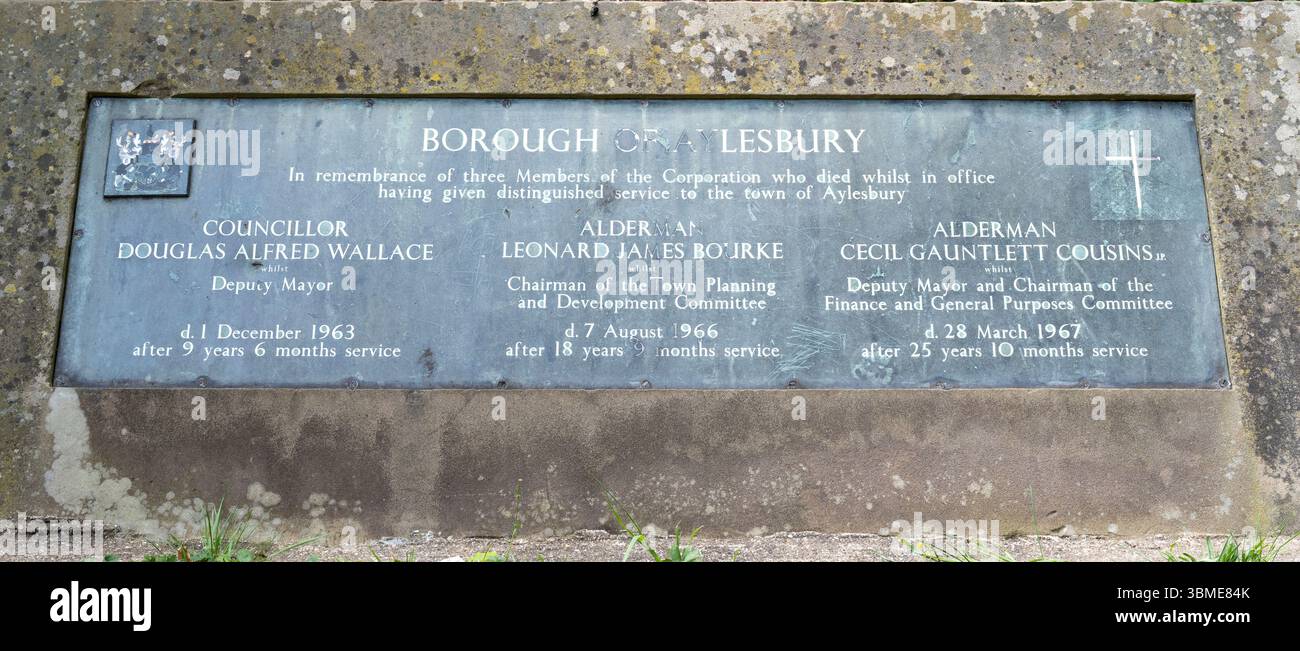 BOROUGH OF AYLESBURY
In remembrance of three Members of the Corporation who died whilst in office
having given distinguished service to the town of Aylesbury
COUNCILLOR
DOUGLAS ALFRED WALLACE
whilst
Deputy Mayor
d. 1 December 1963
after 9 years 6 months service
ALDERMAN
LEONARD JAMES BOURKE
whilst
Chairman of the Town Planning
and Development Committee
d. 7 August 1966
after 18 years 9 months service
ALDERMAN
CECIL GAUNTLETT COUSINS J.P.
whilst
Deputy Mayor and Chairman of the
Finance and General Purposes Committee
d. 28 March 1967
after 25 years 10 months service
alamy
Image ID: 3BME84K
www.alamy.com